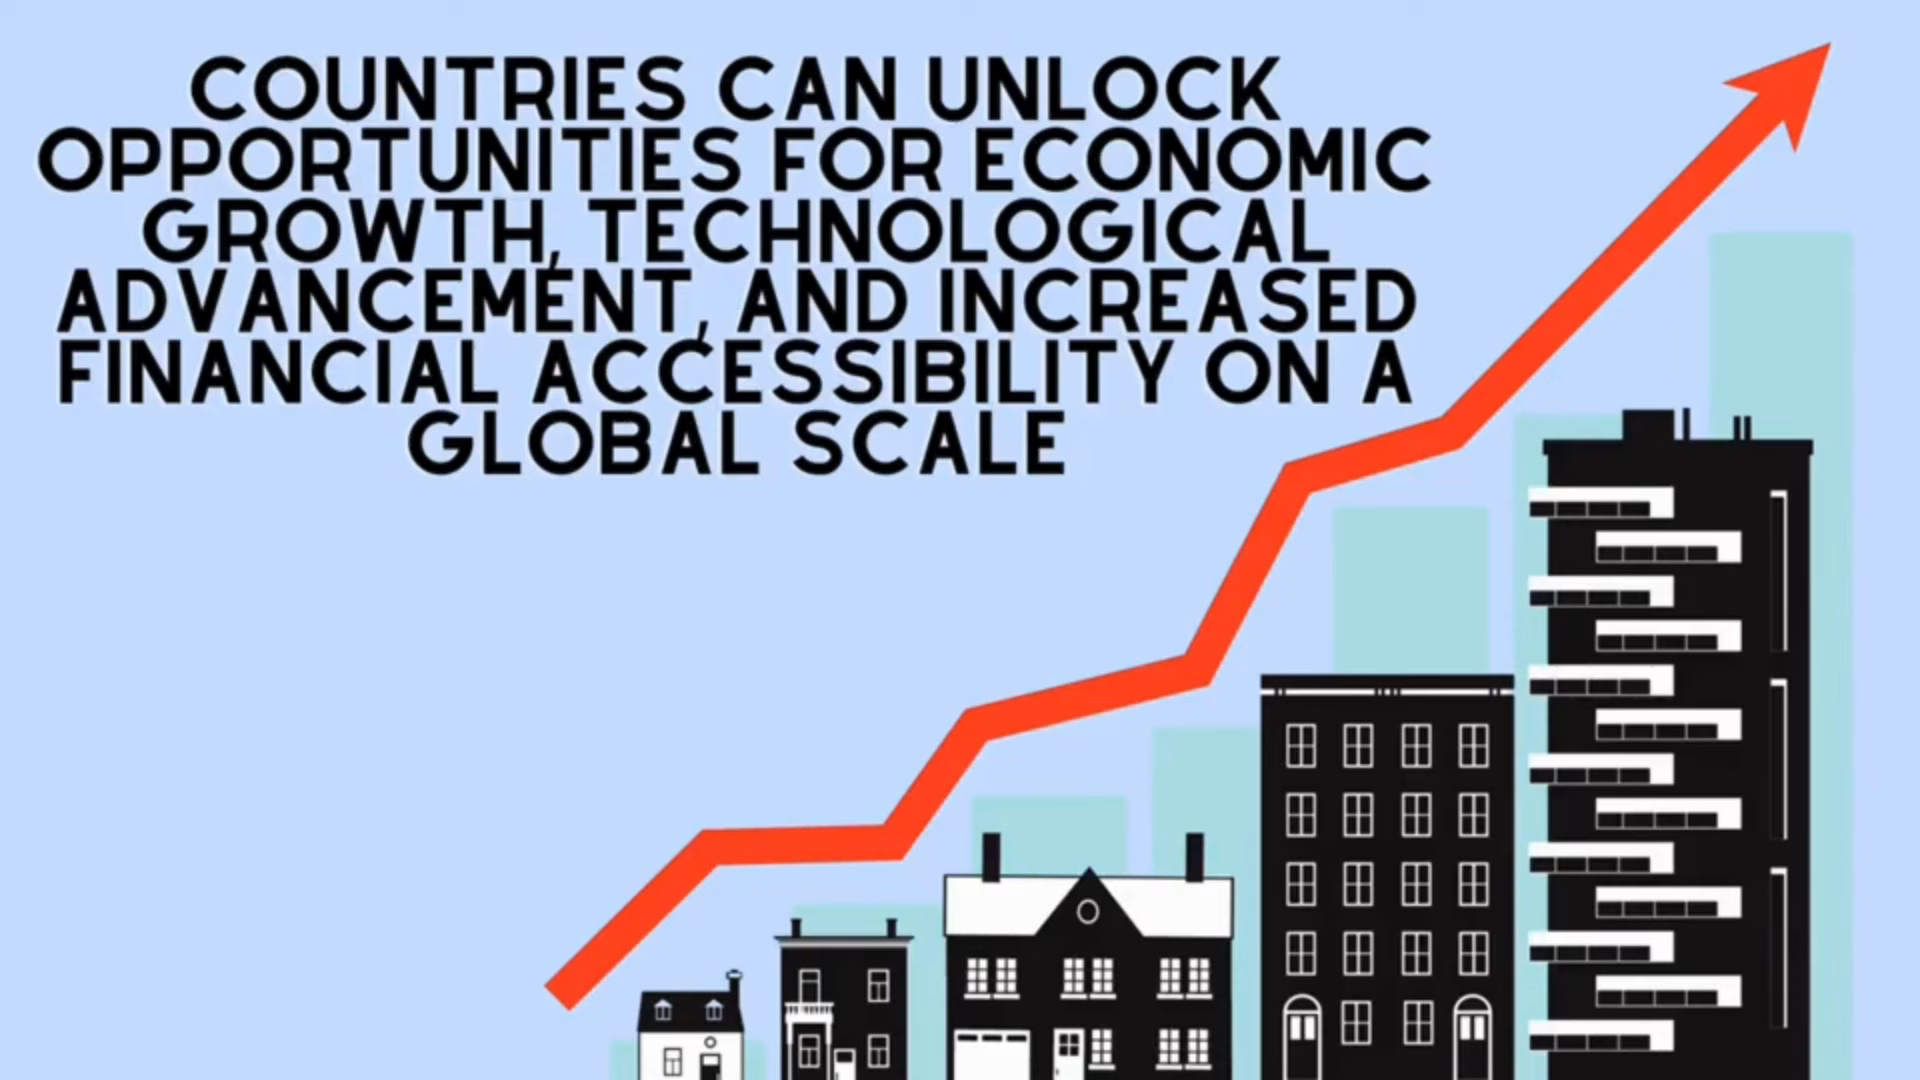 COUNTRIES CAN UNLOCK
OPPORTUNITIES FOR ECONOMIC
GROWTH, TECHNOLOGICAL
ADVANCEMENT, AND INCREASED
FINANCIAL ACCESSIBILITY ON A
GLOBAL SCALE